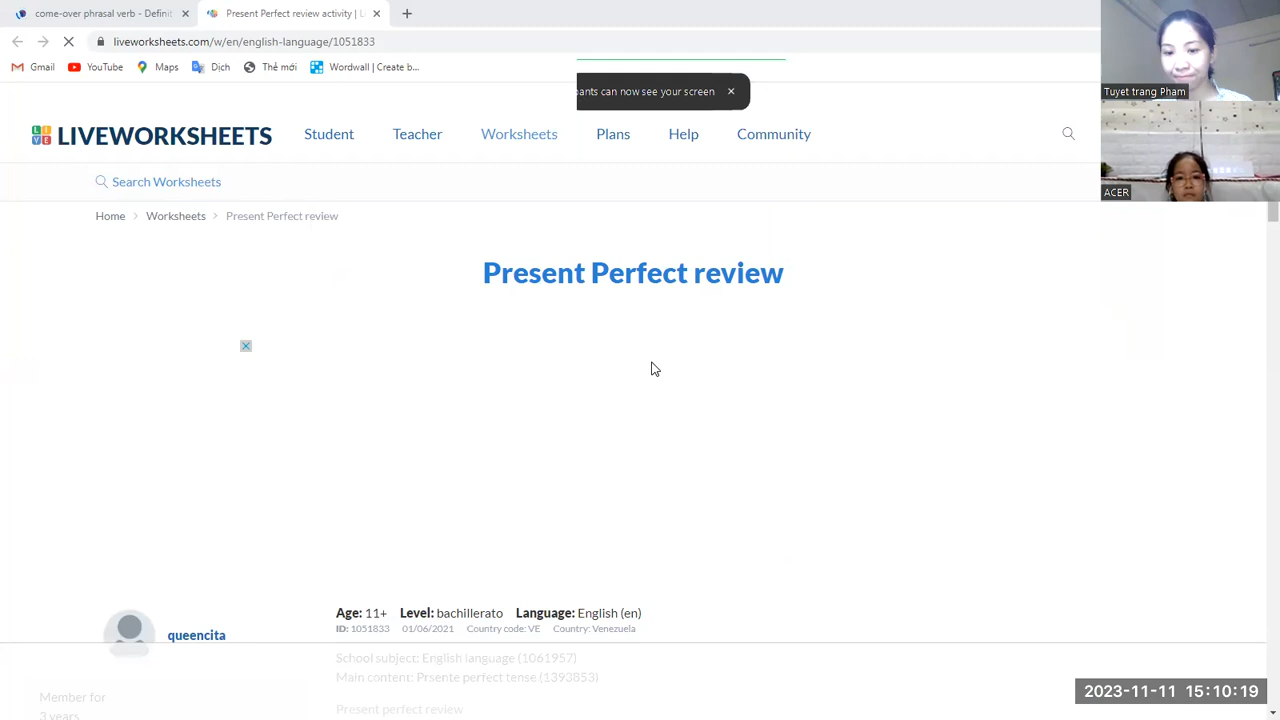 come-over phrasal verb - Definit
Present Perfect review activity | L
liveworksheets.com/w/en/english-language/1051833
Gmail YouTube Maps Dịch Thẻ mới Wordwall | Create b...
pants can now see your screen
Tuyet trang Pham
LIVEWORKSHEETS Student Teacher Worksheets Plans Help Community
Search Worksheets
ACER
Home > Worksheets > Present Perfect review
Present Perfect review
Age: 11+ Level: bachillerato Language: English (en)
ID: 1051833 01/06/2021 Country code: VE Country: Venezuela
queencita
School subject: English language (1061957)
Main content: Prsente perfect tense (1393853)
Member for
3 years
Present perfect review
2023-11-11 15:10:19